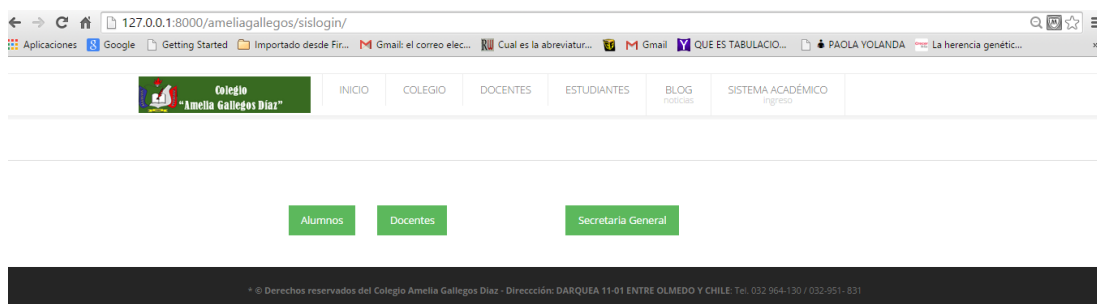 127.0.0.1:8000/ameliagallegos/sislogin/
Aplicaciones Google Getting Started Importado desde Fir... Gmail: el correo elec... Cual es la abreviatur... Gmail QUE ES TABULACIO... PAOLA YOLANDA La herencia genétic... »
Colegio
"Amelia Gallegos Díaz"
INICIO COLEGIO DOCENTES ESTUDIANTES BLOG SISTEMA ACADÉMICO
noticias ingreso
Alumnos Docentes Secretaria General
* © Derechos reservados del Colegio Amelia Gallegos Díaz - Direccción: DARQUEA 11-01 ENTRE OLMEDO Y CHILE: Tel. 032 964-130 / 032-951- 831